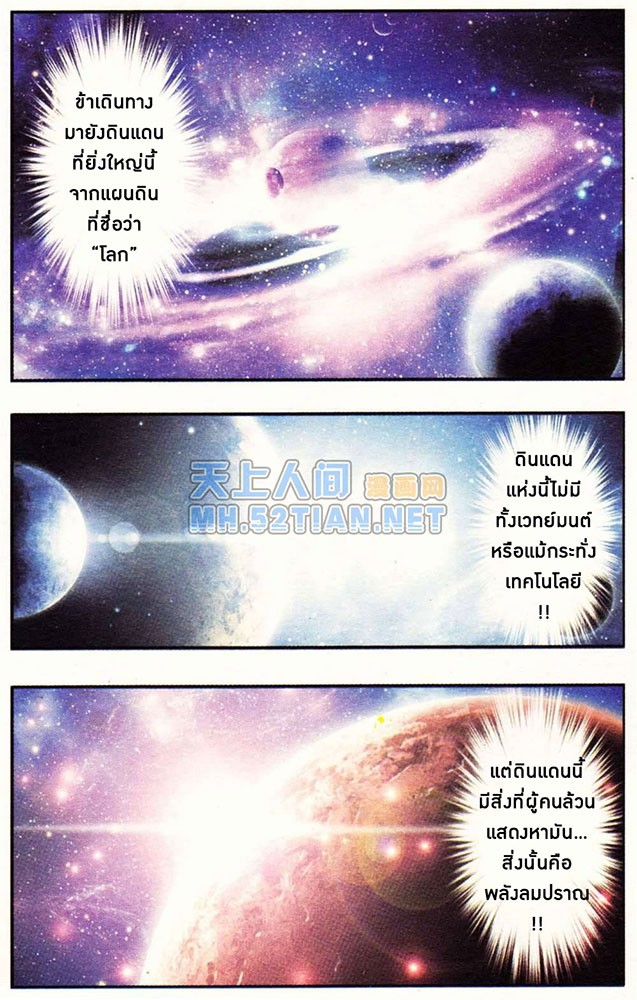 ข้าเดินทาง
มายังดินแดน
ที่ยิ่งใหญ่นี้
จากแผนดิน
ที่ชื่อว่า
“โลก”
ดินแดน
แห่งนี้ไม่มี
ทั้งเวทย์มนต์
หรือแม้กระทั่ง
เทคโนโลยี
!!
天上人间 漫画网
MH.52TIAN.NET
แต่ดินแดนนี้
มีสิ่งที่ผู้คนล้วน
แสดงหามัน...
สิ่งนั้นคือ
พลังลมปราณ
!!